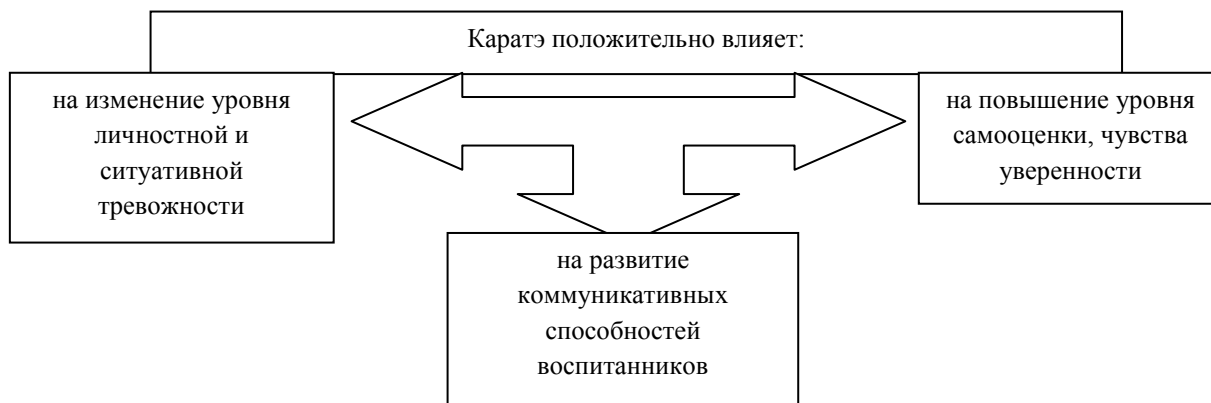 Каратэ положительно влияет:
на изменение уровня
личностной и
ситуативной
тревожности
на повышение уровня
самооценки, чувства
уверенности
на развитие
коммуникативных
способностей
воспитанников